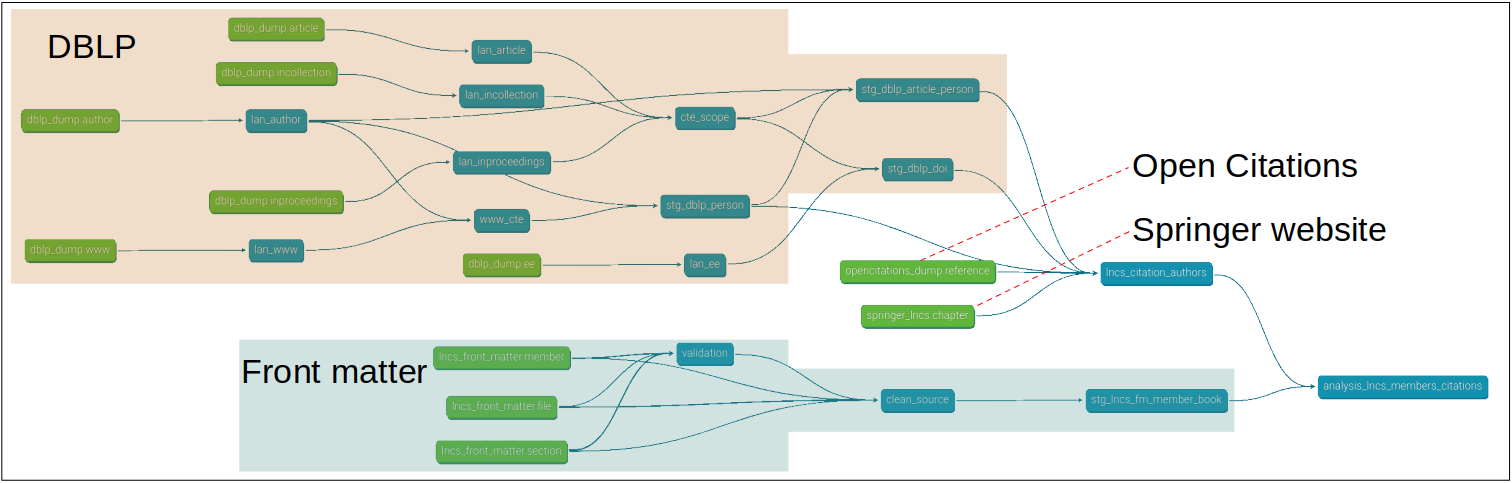 DBLP
dblp_dump.article
lan_article
dblp_dump.incollection
lan_incollection
stg_dblp_article_person
dblp_dump.author
lan_author
cte_scope
lan_inproceedings
stg_dblp_doi
Open Citations
dblp_dump.inproceedings
www_cte
stg_dblp_person
Springer website
dblp_dump.www
lan_www
dblp_dump.ee
lan_ee
opencitations_dump.reference
lncs_citation_authors
springer_lncs.chapter
Front matter
lncs_front_matter.member
validation
lncs_front_matter.file
clean_source
stg_lncs_fm_member_book
analysis_lncs_members_citations
lncs_front_matter.section